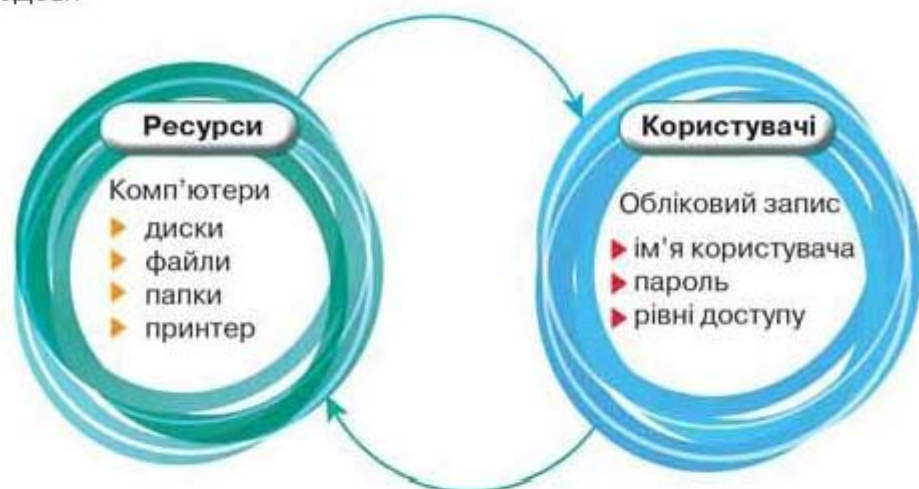 Ресурси
Комп'ютери
диски
файли
папки
принтер
Користувачі
Обліковий запис
ім'я користувача
пароль
рівні доступу